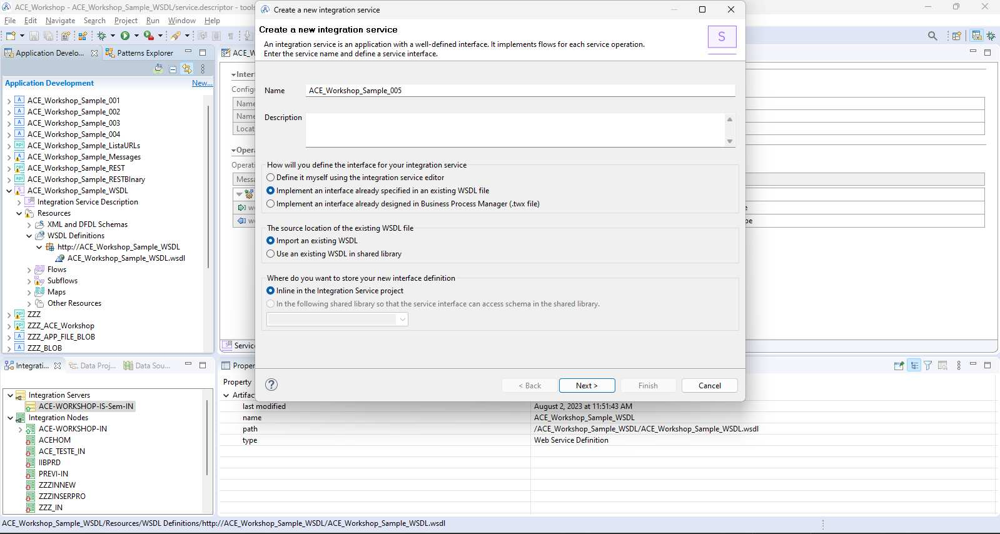 ACE_Workshop - ACE_Workshop_Sample_WSDL/service.descriptor - tools
File Edit Navigate Search Project Run Window Help
Application Develo...
Patterns Explorer
Application Development
New...
ACE_Workshop_Sample_001
ACE_Workshop_Sample_002
ACE_Workshop_Sample_003
ACE_Workshop_Sample_004
ACE_Workshop_Sample_ListaURLs
ACE_Workshop_Sample_Messages
ACE_Workshop_Sample_REST
ACE_Workshop_Sample_RESTBInary
ACE_Workshop_Sample_WSDL
Integration Service Description
Resources
XML and DFDL Schemas
WSDL Definitions
http://ACE_Workshop_Sample_WSDL
ACE_Workshop_Sample_WSDL.wsdl
Flows
Subflows
Maps
Other Resources
ZZZ
ZZZ_ACE_Workshop
ZZZ_APP_FILE_BLOB
ZZZ_BLOB
Integrati...
Data Proj...
Data Sou...
Integration Servers
ACE-WORKSHOP-IS-Sem-IN
Integration Nodes
ACE-WORKSHOP-IN
ACEHOM
ACE_TESTE_IN
IIBPRD
PREVI-IN
ZZZINNEW
ZZZINSERPRO
ZZZ_IN
ACE_W
Inter
Config
Name
Name
Locat
Opera
Operati
Messa
we
e
we
pe
Service
Create a new integration service
Create a new integration service
An integration service is an application with a well-defined interface. It implements flows for each service operation.
Enter the service name and define a service interface.
S
Name
ACE_Workshop_Sample_005
Description
How will you define the interface for your integration service
Define it myself using the integration service editor
Implement an interface already specified in an existing WSDL file
Implement an interface already designed in Business Process Manager (.twx file)
The source location of the existing WSDL file
Import an existing WSDL
Use an existing WSDL in shared library
Where do you want to store your new interface definition
Inline in the Integration Service project
In the following shared library so that the service interface can access schema in the shared library.
< Back
Next >
Finish
Cancel
Proper
Property
Artifac
last modified
August 2, 2023 at 11:51:43 AM
name
ACE_Workshop_Sample_WSDL
path
/ACE_Workshop_Sample_WSDL/ACE_Workshop_Sample_WSDL.wsdl
type
Web Service Definition
ACE_Workshop_Sample_WSDL/Resources/WSDL Definitions/http://ACE_Workshop_Sample_WSDL/ACE_Workshop_Sample_WSDL.wsdl